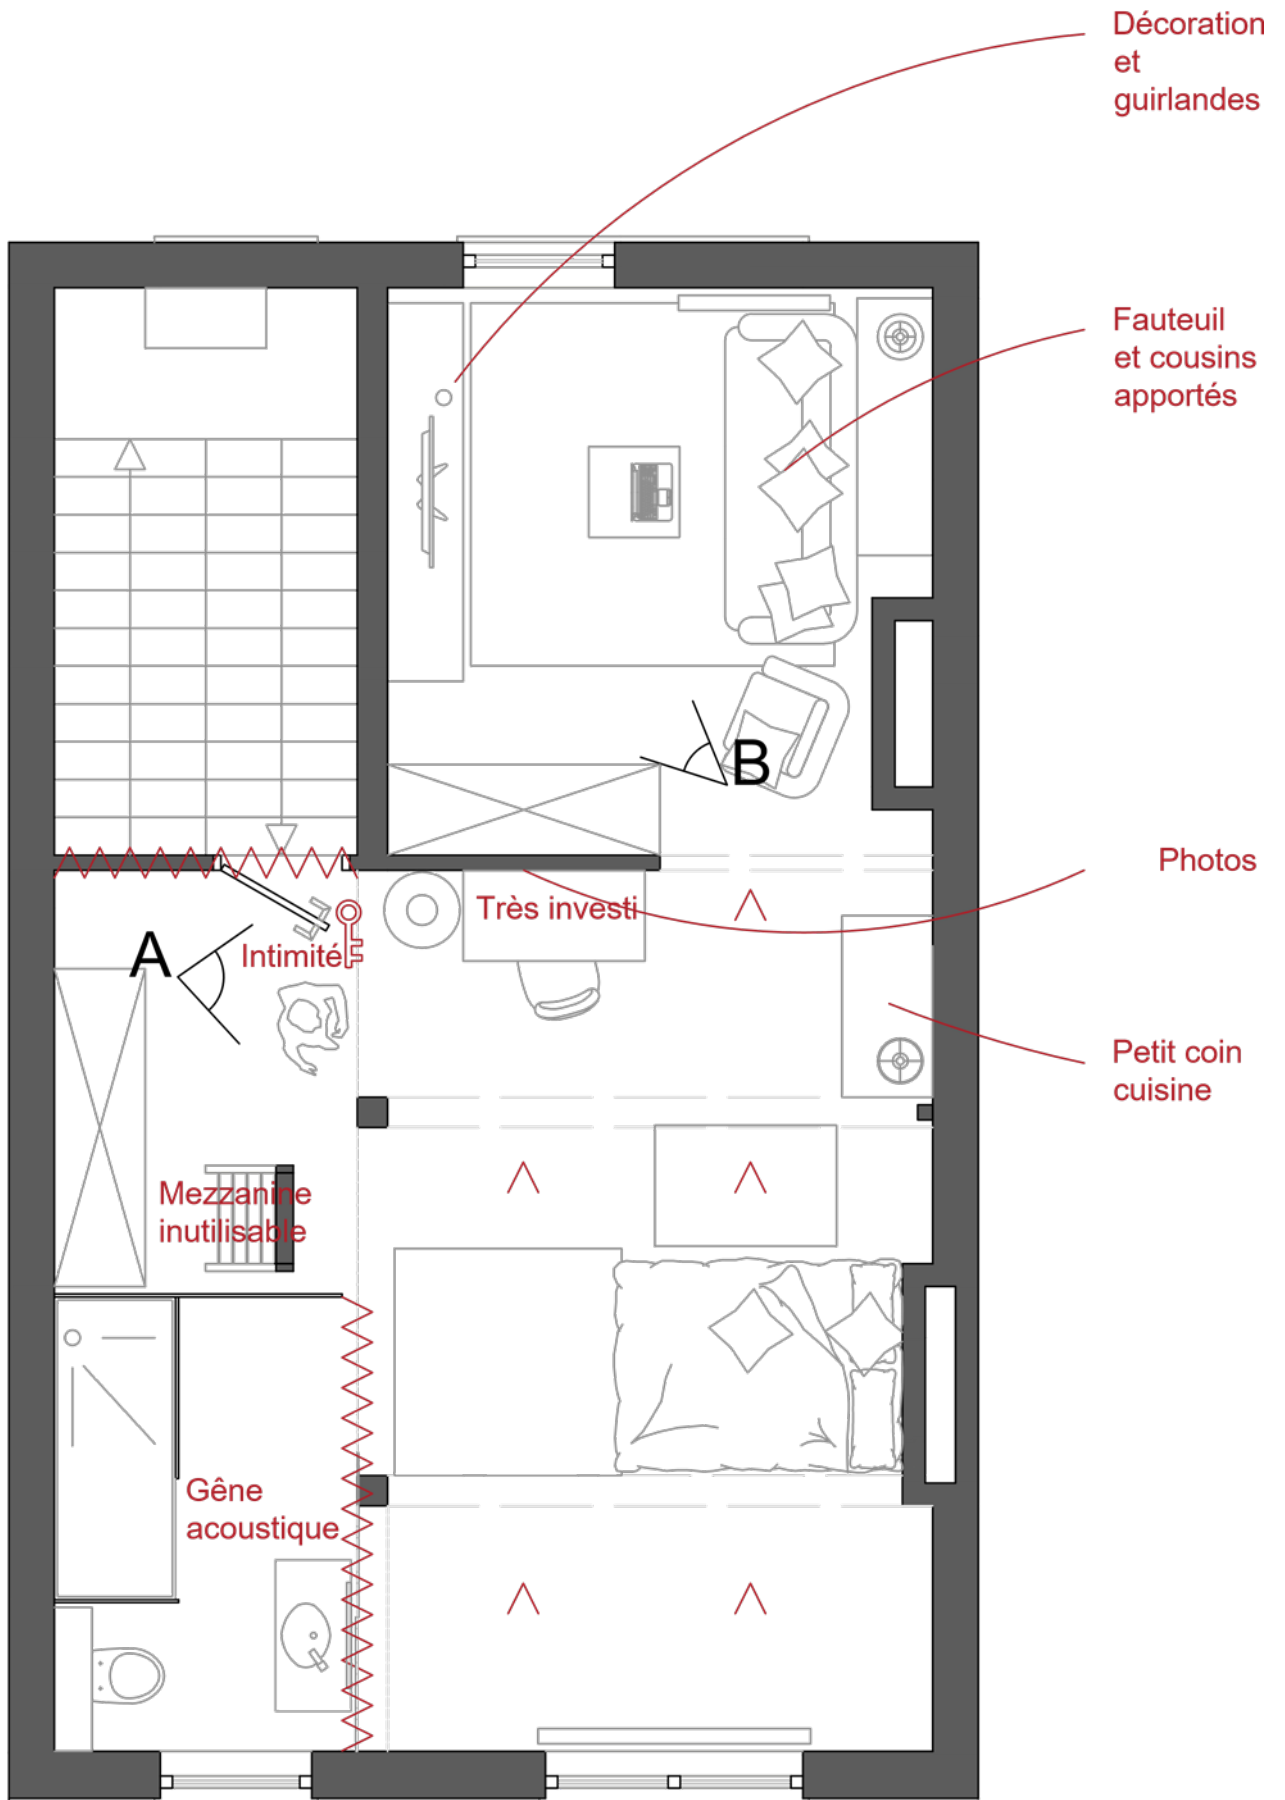 Décoration
et
guirlandes
Fauteuil
et cousins
apportés
B
Photos
Très investi
A
Intimité
Petit coin
cuisine
Mezzanine
inutilisable
Gêne
acoustique